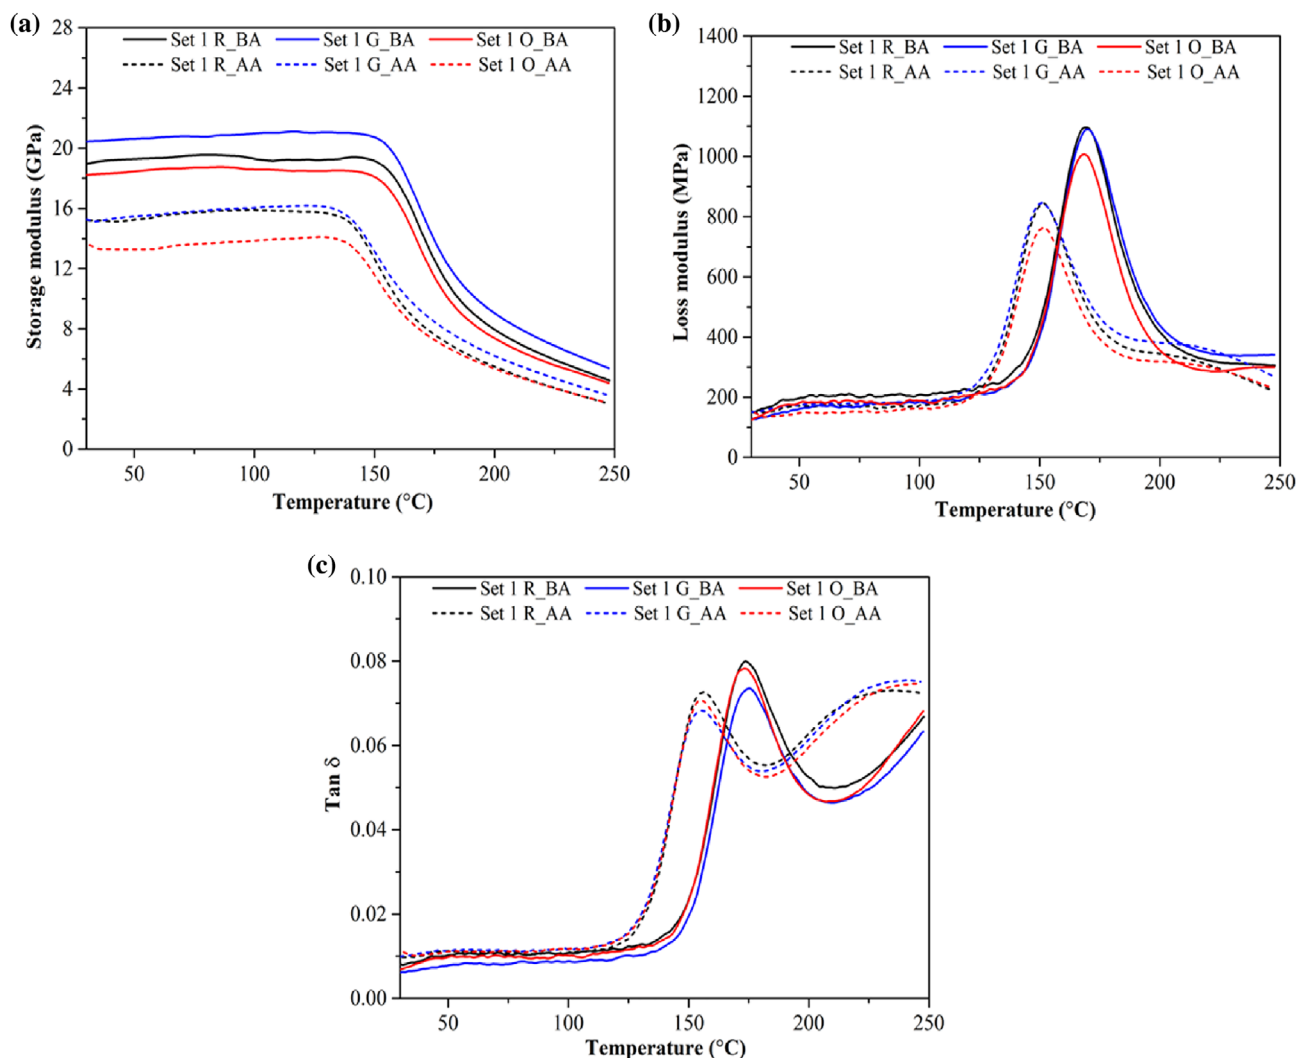 (a)
28
24
20
16
12
8
4
0
Storage modulus (GPa)
Set 1 R_BA Set 1 G_BA Set 1 O_BA
Set 1 R_AA Set 1 G_AA Set 1 O_AA
50 100 150 200 250
Temperature (°C)
(b)
1400
1200
1000
800
600
400
200
0
Loss modulus (MPa)
Set 1 R_BA Set 1 G_BA Set 1 O_BA
Set 1 R_AA Set 1 G_AA Set 1 O_AA
50 100 150 200 250
Temperature (°C)
(c)
0.10
0.08
0.06
0.04
0.02
0.00
Tan δ
Set 1 R_BA Set 1 G_BA Set 1 O_BA
Set 1 R_AA Set 1 G_AA Set 1 O_AA
50 100 150 200 250
Temperature (°C)